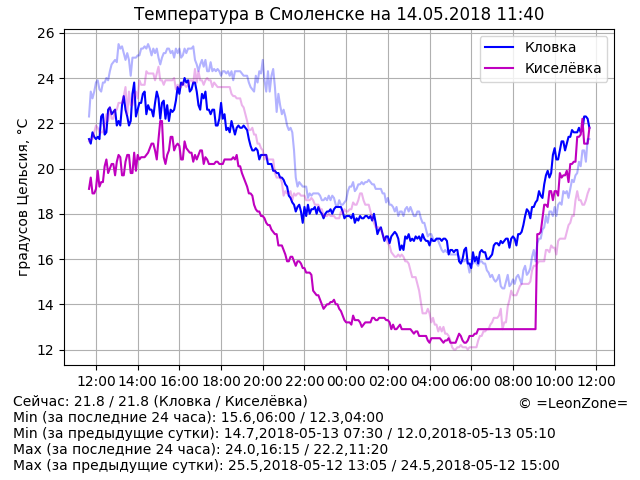 Температура в Смоленске на 14.05.2018 11:40
26
24
22
20
18
16
14
12
градусов Цельсия, °C
Кловка
Киселёвка
12:00 14:00 16:00 18:00 20:00 22:00 00:00 02:00 04:00 06:00 08:00 10:00 12:00
Сейчас: 21.8 / 21.8 (Кловка / Киселёвка)
© =LeonZone=
Min (за последние 24 часа): 15.6,06:00 / 12.3,04:00
Min (за предыдущие сутки): 14.7,2018-05-13 07:30 / 12.0,2018-05-13 05:10
Max (за последние 24 часа): 24.0,16:15 / 22.2,11:20
Max (за предыдущие сутки): 25.5,2018-05-12 13:05 / 24.5,2018-05-12 15:00